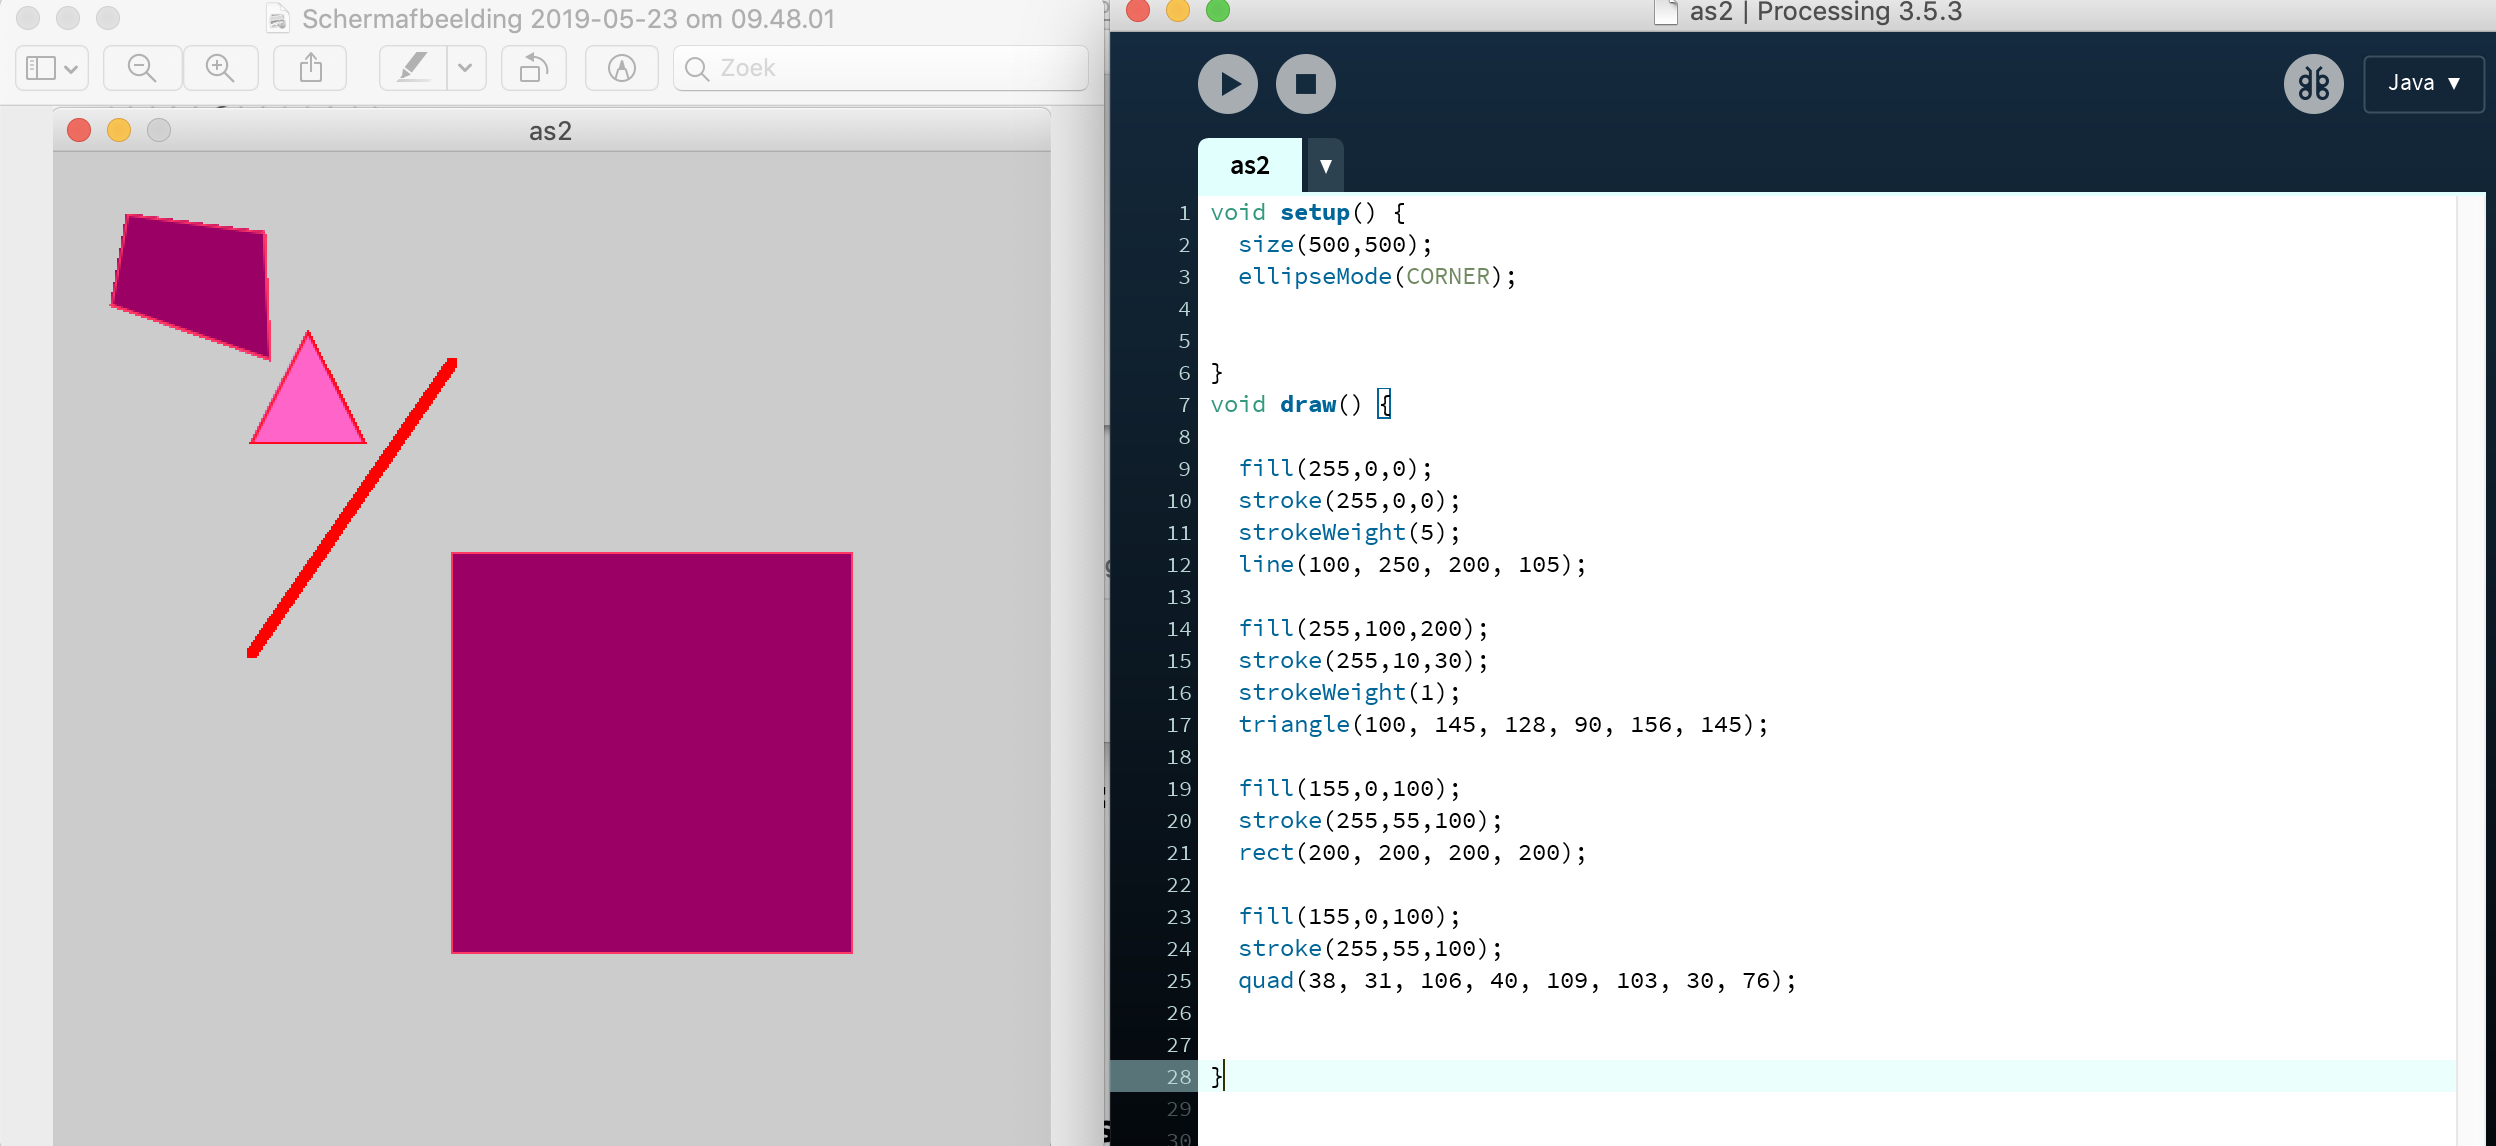 Schermafbeelding 2019-05-23 om 09.48.01
Zoek
as2
as2 | Processing 3.5.3
Java ▼
as2 ▼
1 void setup() {
2   size(500,500);
3   ellipseMode(CORNER);
4
5
6 }
7 void draw() {
8
9   fill(255,0,0);
10   stroke(255,0,0);
11   strokeWeight(5);
12   line(100, 250, 200, 105);
13
14   fill(255,100,200);
15   stroke(255,10,30);
16   strokeWeight(1);
17   triangle(100, 145, 128, 90, 156, 145);
18
19   fill(155,0,100);
20   stroke(255,55,100);
21   rect(200, 200, 200, 200);
22
23   fill(155,0,100);
24   stroke(255,55,100);
25   quad(38, 31, 106, 40, 109, 103, 30, 76);
26
27
28 }
29
30